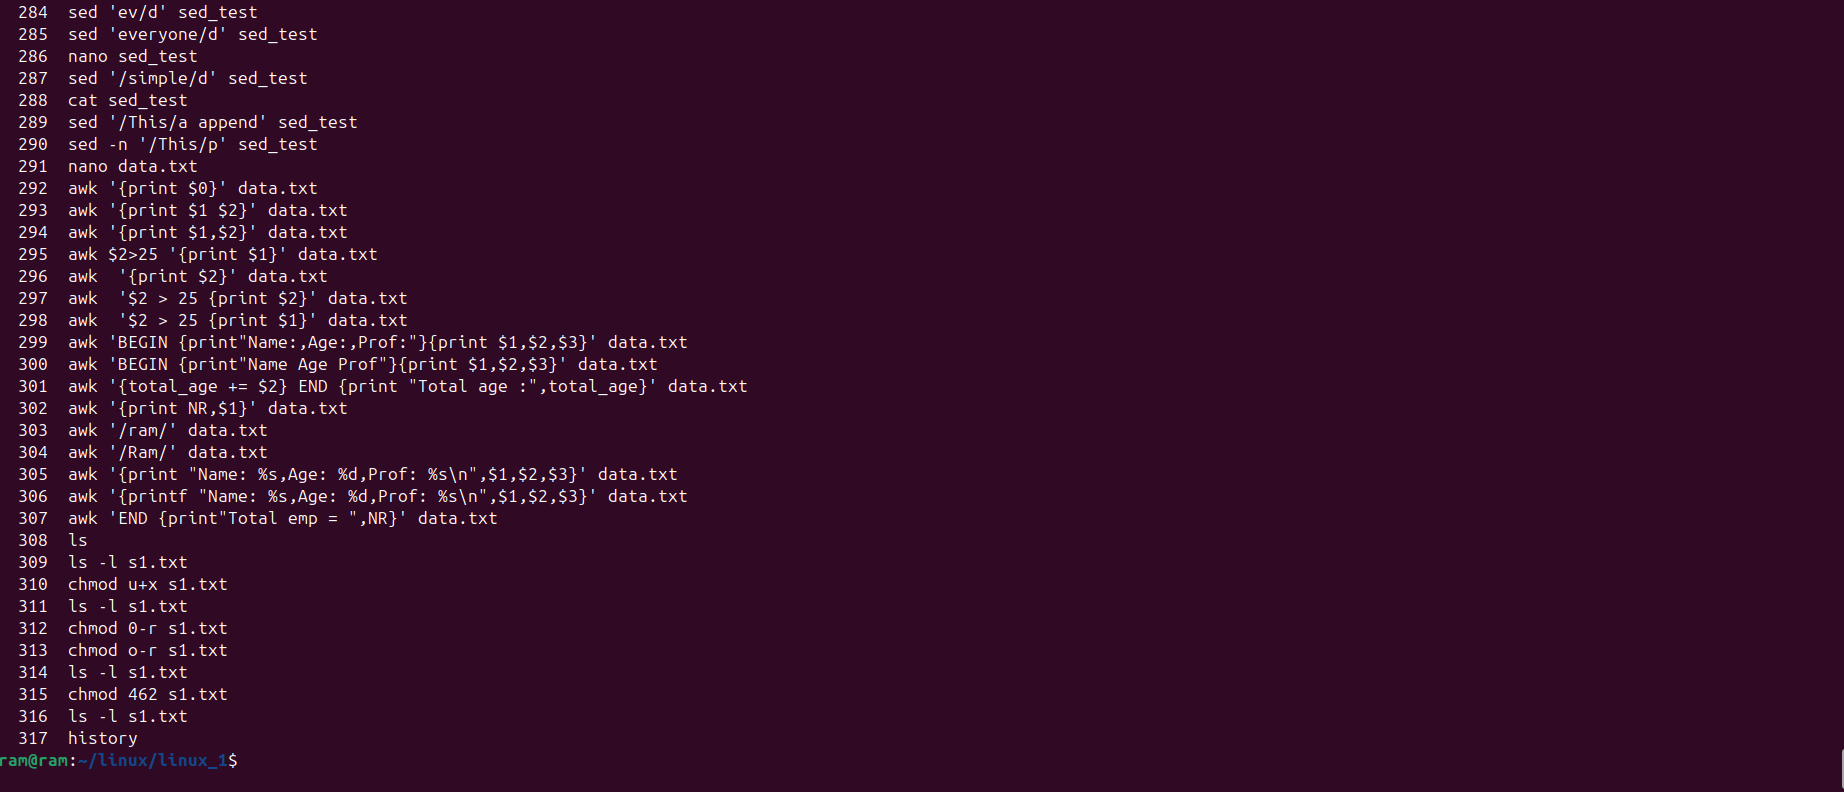 284  sed 'ev/d' sed_test
285  sed 'everyone/d' sed_test
286  nano sed_test
287  sed '/simple/d' sed_test
288  cat sed_test
289  sed '/This/a append' sed_test
290  sed -n '/This/p' sed_test
291  nano data.txt
292  awk '{print $0}' data.txt
293  awk '{print $1 $2}' data.txt
294  awk '{print $1,$2}' data.txt
295  awk $2>25 '{print $1}' data.txt
296  awk  '{print $2}' data.txt
297  awk  '$2 > 25 {print $2}' data.txt
298  awk  '$2 > 25 {print $1}' data.txt
299  awk 'BEGIN {print"Name:,Age:,Prof:"}{print $1,$2,$3}' data.txt
300  awk 'BEGIN {print"Name Age Prof"}{print $1,$2,$3}' data.txt
301  awk '{total_age += $2} END {print "Total age :",total_age}' data.txt
302  awk '{print NR,$1}' data.txt
303  awk '/ram/' data.txt
304  awk '/Ram/' data.txt
305  awk '{print "Name: %s,Age: %d,Prof: %s\n",$1,$2,$3}' data.txt
306  awk '{printf "Name: %s,Age: %d,Prof: %s\n",$1,$2,$3}' data.txt
307  awk 'END {print"Total emp = ",NR}' data.txt
308  ls
309  ls -l s1.txt
310  chmod u+x s1.txt
311  ls -l s1.txt
312  chmod 0-r s1.txt
313  chmod o-r s1.txt
314  ls -l s1.txt
315  chmod 462 s1.txt
316  ls -l s1.txt
317  history
ram@ram:~/linux/linux_1$